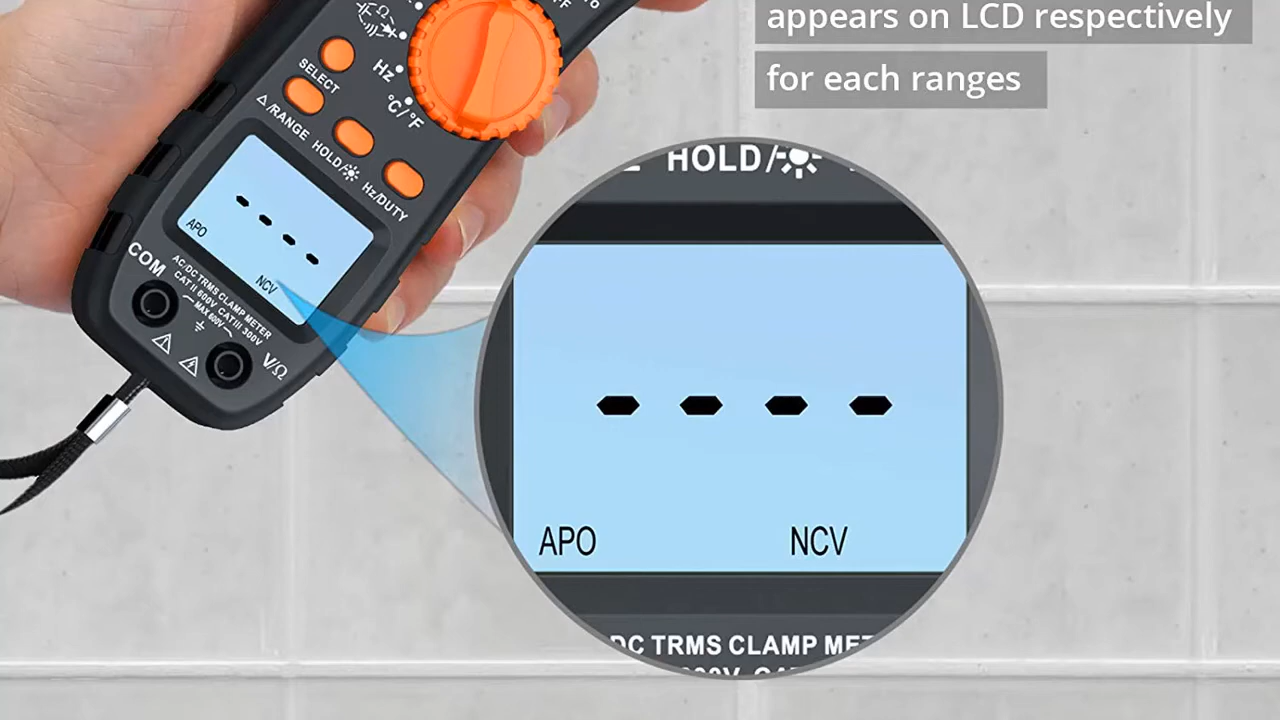 appears on LCD respectively
for each ranges
Hz
°C/°F
SELECT
Δ/RANGE
HOLD/
Hz/DUTY
APO
NCV
COM
AC/DC TRMS CLAMP METER
CAT II 600V CAT III 300V
MAX 600V
V/Ω
HOLD/
APO
NCV
DC TRMS CLAMP MET